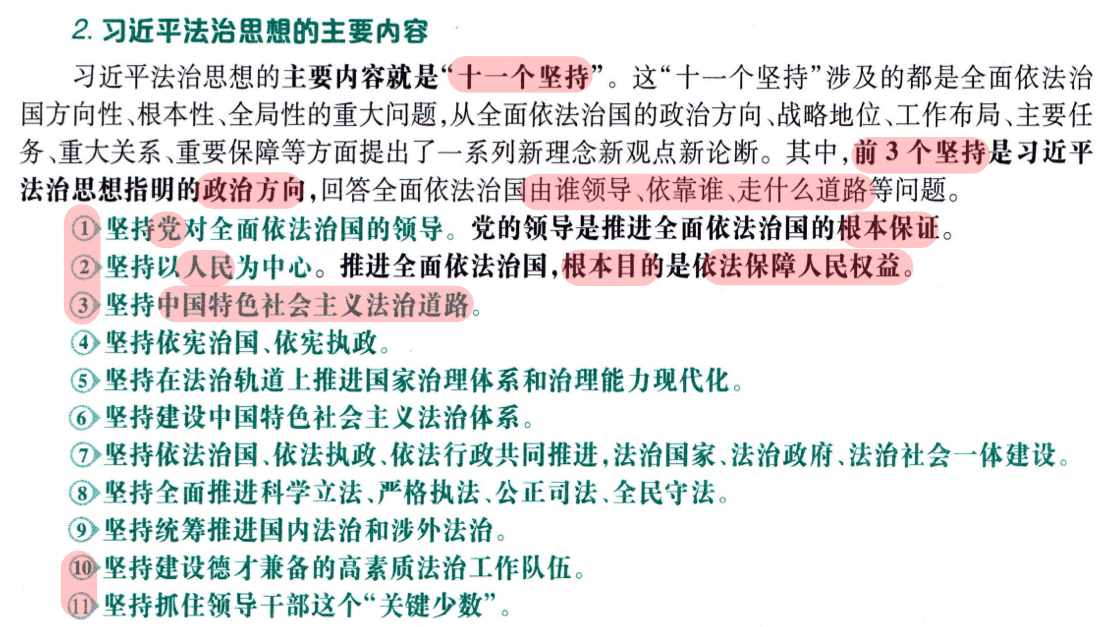 2. 习近平法治思想的主要内容
习近平法治思想的主要内容就是“十一个坚持”。这“十一个坚持”涉及的都是全面依法治
国方向性、根本性、全局性的重大问题,从全面依法治国的政治方向、战略地位、工作布局、主要任
务、重大关系、重要保障等方面提出了一系列新理念新观点新论断。其中,前3个坚持是习近平
法治思想指明的政治方向,回答全面依法治国由谁领导、依靠谁、走什么道路等问题。
①坚持党对全面依法治国的领导。党的领导是推进全面依法治国的根本保证。
②坚持以人民为中心。推进全面依法治国,根本目的是依法保障人民权益。
③坚持中国特色社会主义法治道路。
④坚持依宪治国、依宪执政。
⑤坚持在法治轨道上推进国家治理体系和治理能力现代化。
⑥坚持建设中国特色社会主义法治体系。
⑦坚持依法治国、依法执政、依法行政共同推进,法治国家、法治政府、法治社会一体建设。
⑧坚持全面推进科学立法、严格执法、公正司法、全民守法。
⑨坚持统筹推进国内法治和涉外法治。
⑩坚持建设德才兼备的高素质法治工作队伍。
⑪坚持抓住领导干部这个“关键少数”。